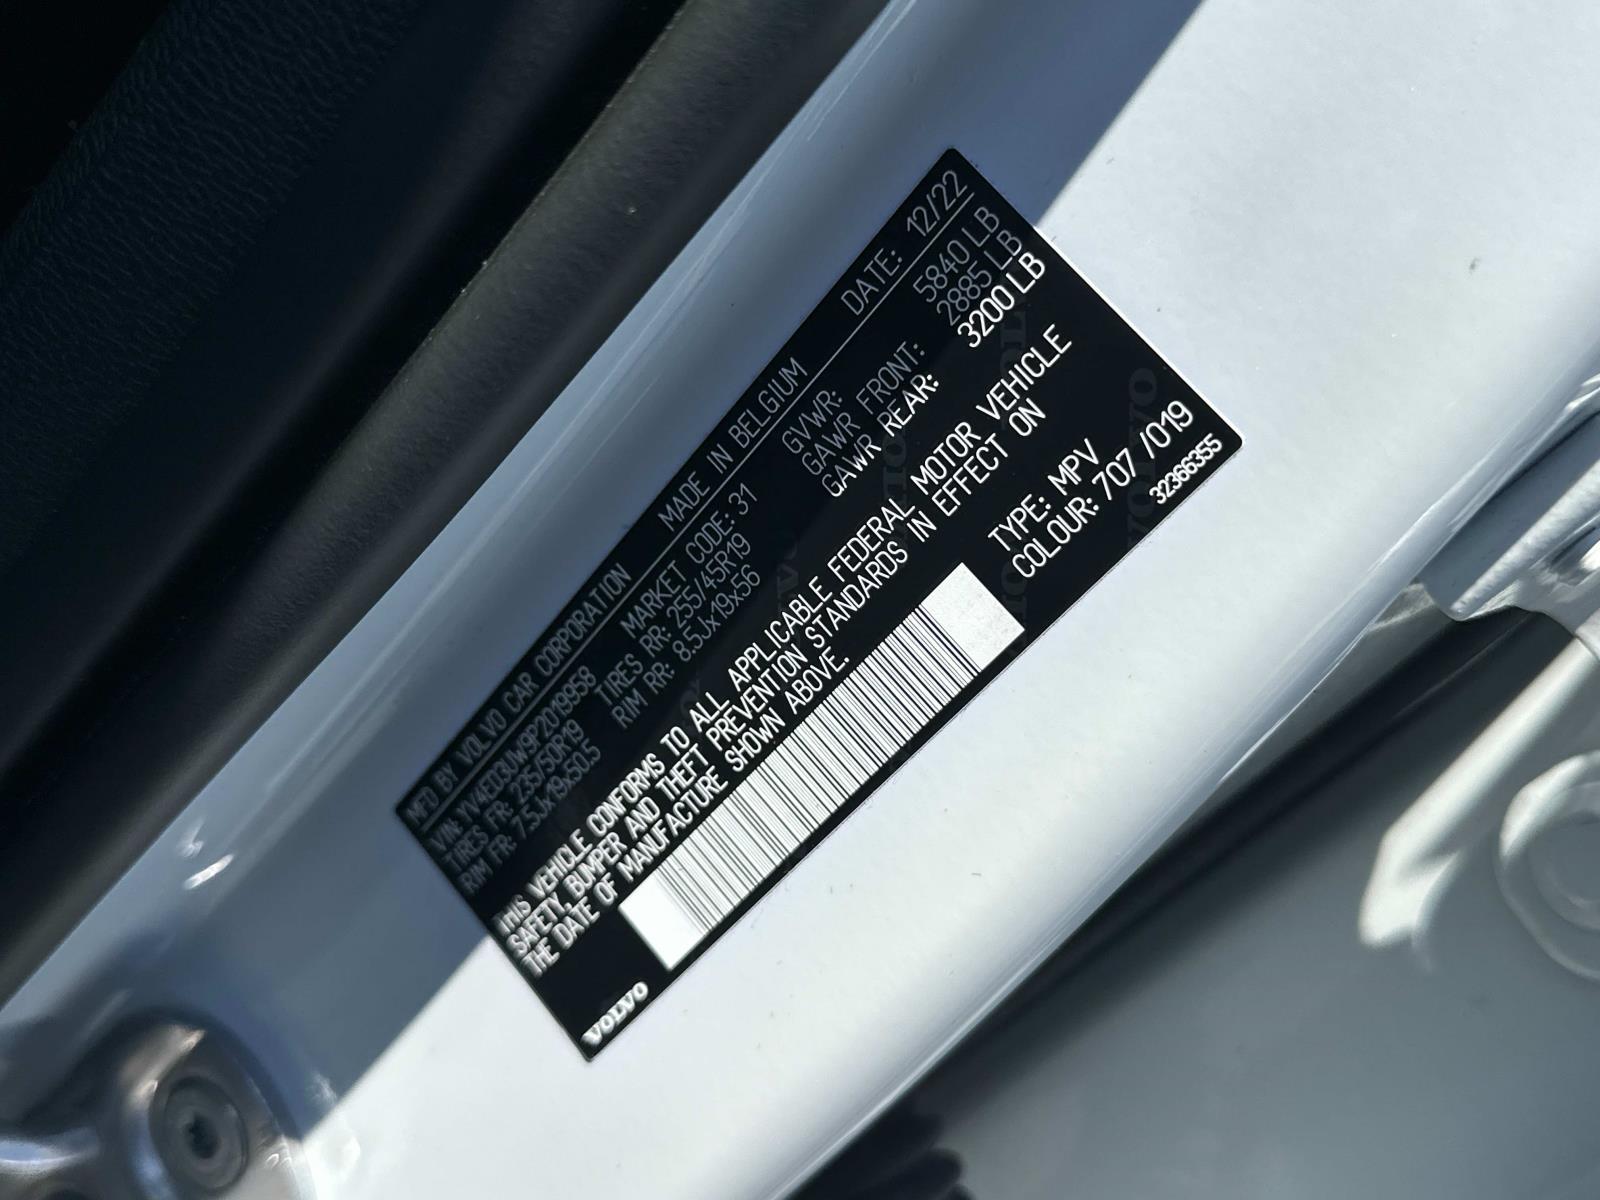 MFD BY VOLVO CAR CORPORATION MADE IN BELGIUM DATE: 12/22
VIN: YV4ED3UW9P2019958 MARKET CODE: 31 GVWR: 5840 LB
TIRES FR: 235/50R19 TIRES RR: 255/45R19 GAWR FRONT: 2885 LB
RIM FR: 7.5Jx19x50.5 RIM RR: 8.5Jx19x56 GAWR REAR: 3200 LB
THIS VEHICLE CONFORMS TO ALL APPLICABLE FEDERAL MOTOR VEHICLE
SAFETY, BUMPER AND THEFT PREVENTION STANDARDS IN EFFECT ON
THE DATE OF MANUFACTURE SHOWN ABOVE.
TYPE: MPV
COLOUR: 707 /019
VOLVO 32366355